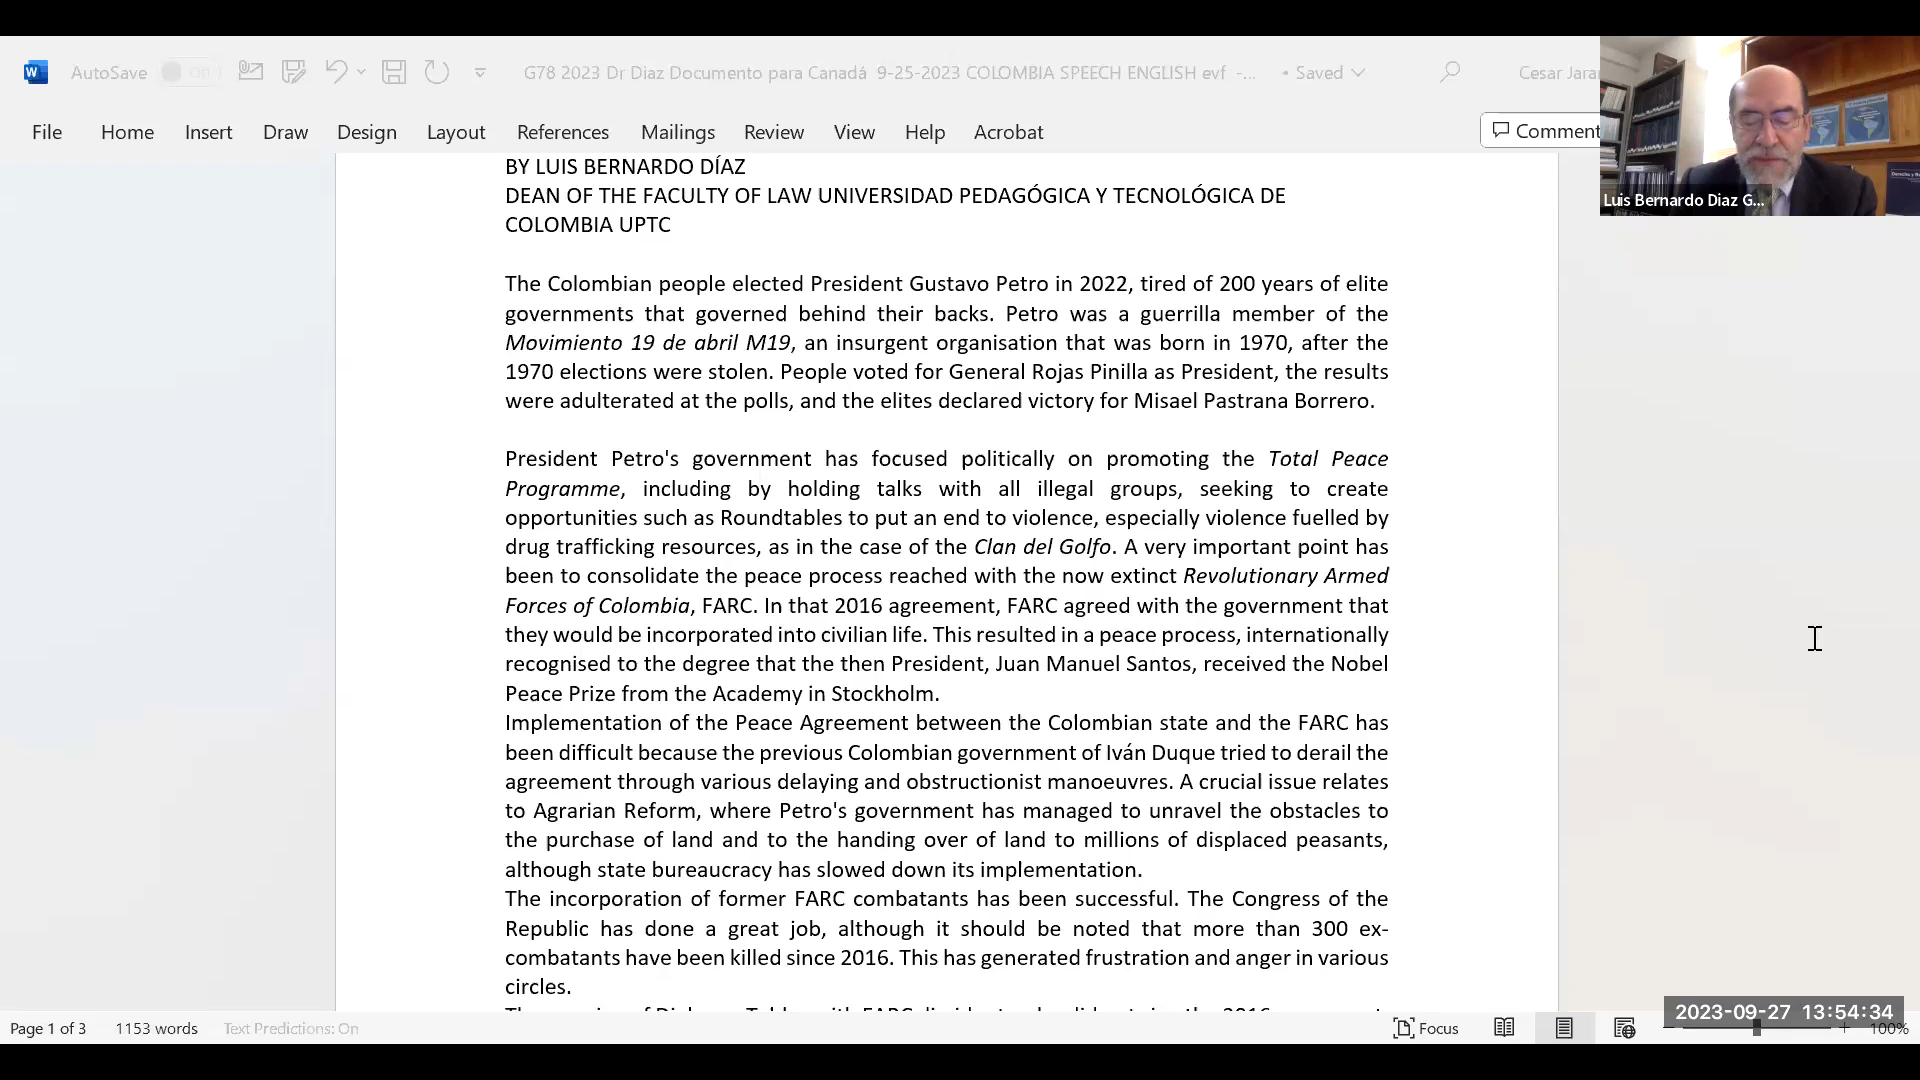 AutoSave On G78 2023 Dr Diaz Documento para Canadá 9-25-2023 COLOMBIA SPEECH ENGLISH evf -... • Saved Cesar Jarar
File Home Insert Draw Design Layout References Mailings Review View Help Acrobat Comment
Luis Bernardo Diaz G...
BY LUIS BERNARDO DÍAZ
DEAN OF THE FACULTY OF LAW UNIVERSIDAD PEDAGÓGICA Y TECNOLÓGICA DE
COLOMBIA UPTC
The Colombian people elected President Gustavo Petro in 2022, tired of 200 years of elite
governments that governed behind their backs. Petro was a guerrilla member of the
Movimiento 19 de abril M19, an insurgent organisation that was born in 1970, after the
1970 elections were stolen. People voted for General Rojas Pinilla as President, the results
were adulterated at the polls, and the elites declared victory for Misael Pastrana Borrero.
President Petro's government has focused politically on promoting the Total Peace
Programme, including by holding talks with all illegal groups, seeking to create
opportunities such as Roundtables to put an end to violence, especially violence fuelled by
drug trafficking resources, as in the case of the Clan del Golfo. A very important point has
been to consolidate the peace process reached with the now extinct Revolutionary Armed
Forces of Colombia, FARC. In that 2016 agreement, FARC agreed with the government that
they would be incorporated into civilian life. This resulted in a peace process, internationally
recognised to the degree that the then President, Juan Manuel Santos, received the Nobel
Peace Prize from the Academy in Stockholm.
Implementation of the Peace Agreement between the Colombian state and the FARC has
been difficult because the previous Colombian government of Iván Duque tried to derail the
agreement through various delaying and obstructionist manoeuvres. A crucial issue relates
to Agrarian Reform, where Petro's government has managed to unravel the obstacles to
the purchase of land and to the handing over of land to millions of displaced peasants,
although state bureaucracy has slowed down its implementation.
The incorporation of former FARC combatants has been successful. The Congress of the
Republic has done a great job, although it should be noted that more than 300 ex-
combatants have been killed since 2016. This has generated frustration and anger in various
circles.
2023-09-27 13:54:34
Page 1 of 3 1153 words Text Predictions: On Focus 100%